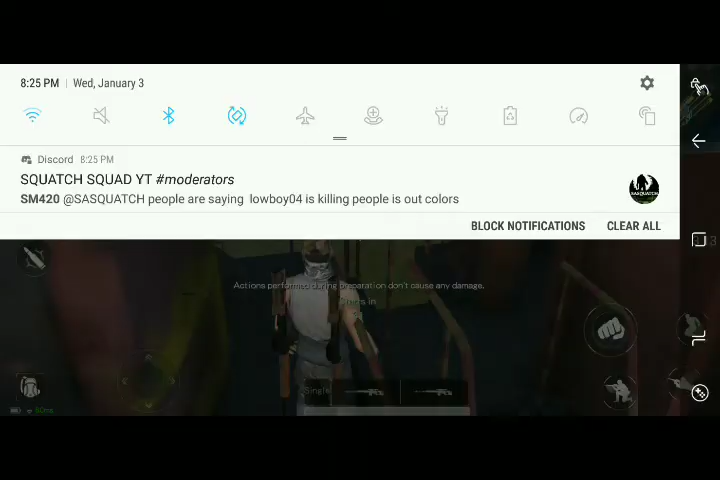 8:25 PM | Wed, January 3
Discord 8:25 PM
SQUATCH SQUAD YT #moderators
SM420 @SASQUATCH people are saying lowboy04 is killing people is out colors
SASQUATCH
BLOCK NOTIFICATIONS CLEAR ALL
Actions performed during preparation don't cause any damage.
Single